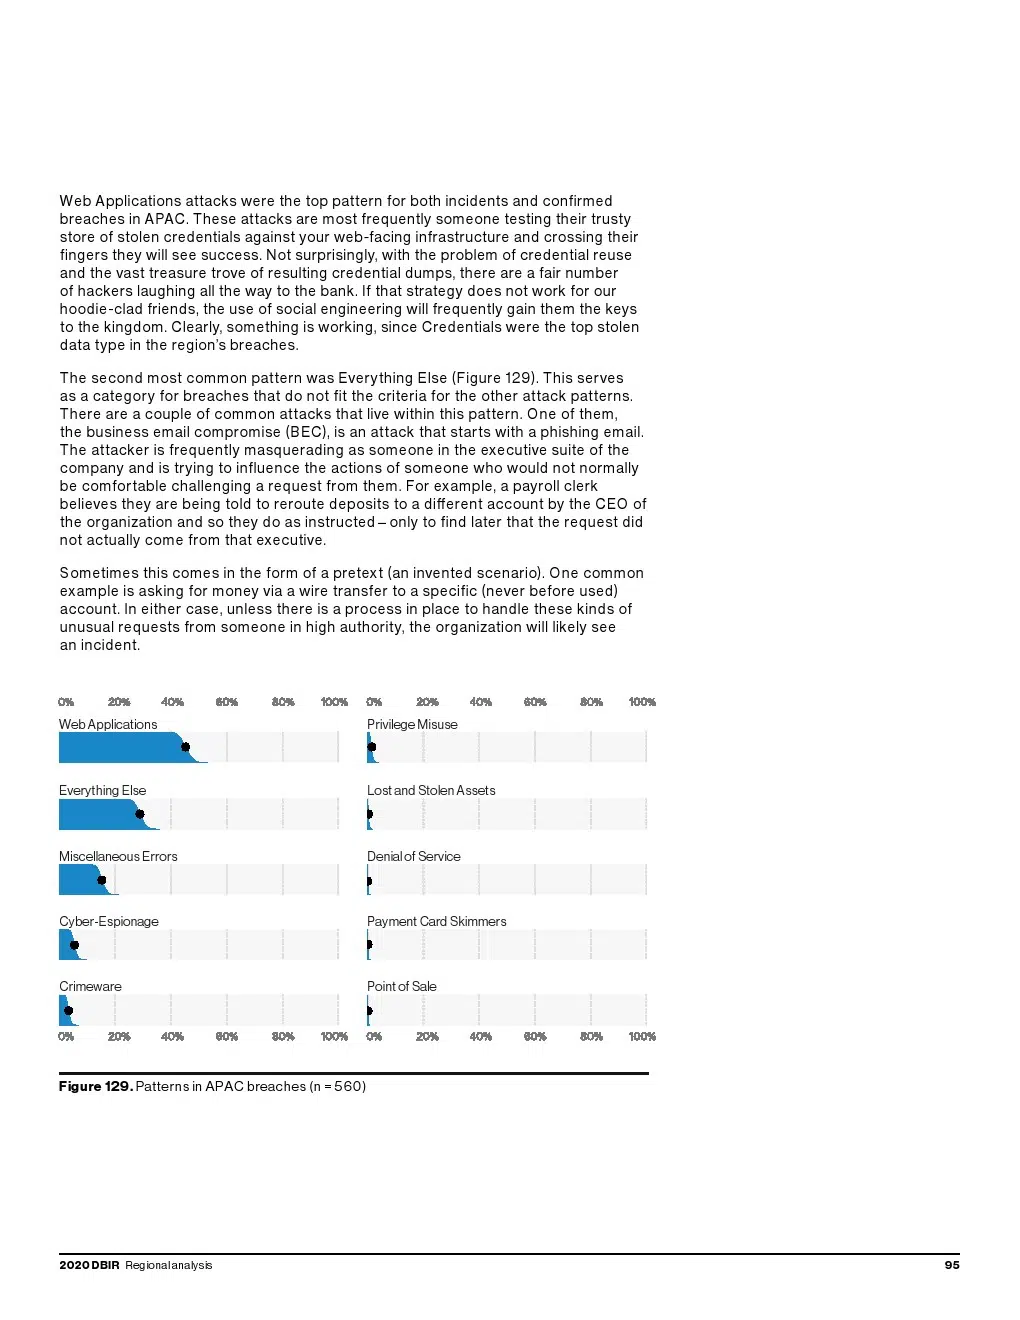 Web Applications attacks were the top pattern for both incidents and confirmed
breaches in APAC. These attacks are most frequently someone testing their trusty
store of stolen credentials against your web-facing infrastructure and crossing their
fingers they will see success. Not surprisingly, with the problem of credential reuse
and the vast treasure trove of resulting credential dumps, there are a fair number
of hackers laughing all the way to the bank. If that strategy does not work for our
hoodie-clad friends, the use of social engineering will frequently gain them the keys
to the kingdom. Clearly, something is working, since Credentials were the top stolen
data type in the region’s breaches.
The second most common pattern was Everything Else (Figure 129). This serves
as a category for breaches that do not fit the criteria for the other attack patterns.
There are a couple of common attacks that live within this pattern. One of them,
the business email compromise (BEC), is an attack that starts with a phishing email.
The attacker is frequently masquerading as someone in the executive suite of the
company and is trying to influence the actions of someone who would not normally
be comfortable challenging a request from them. For example, a payroll clerk
believes they are being told to reroute deposits to a different account by the CEO of
the organization and so they do as instructed – only to find later that the request did
not actually come from that executive.
Sometimes this comes in the form of a pretext (an invented scenario). One common
example is asking for money via a wire transfer to a specific (never before used)
account. In either case, unless there is a process in place to handle these kinds of
unusual requests from someone in high authority, the organization will likely see
an incident.
0% 20% 40% 60% 80% 100% 0% 20% 40% 60% 80% 100%
Web Applications
Everything Else
Miscellaneous Errors
Cyber-Espionage
Crimeware
Privilege Misuse
Lost and Stolen Assets
Denial of Service
Payment Card Skimmers
Point of Sale
0% 20% 40% 60% 80% 100% 0% 20% 40% 60% 80% 100%
Figure 129. Patterns in APAC breaches (n = 560)
2020 DBIR Regional analysis
95